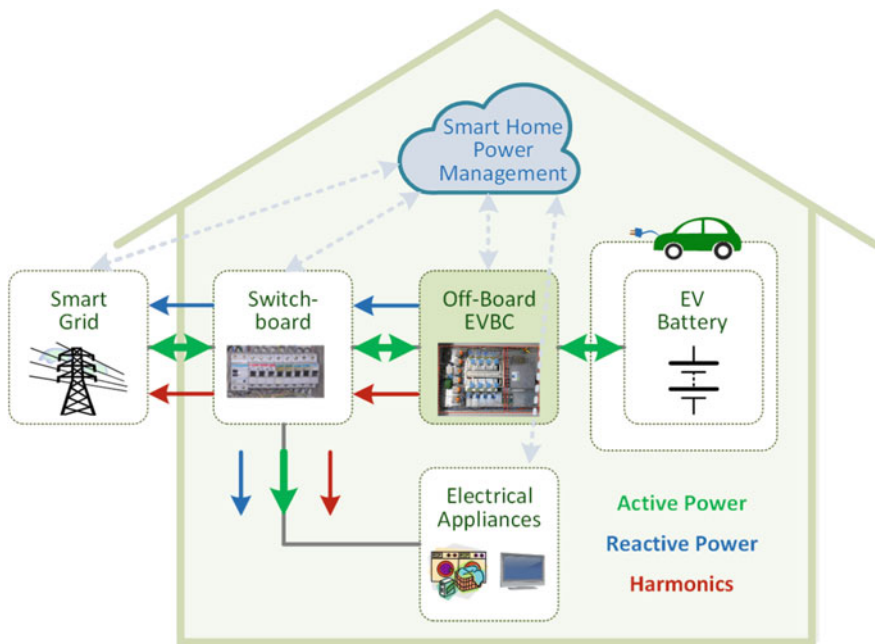 Smart Home
Power
Management
Smart
Grid
Switch-
board
Off-Board
EVBC
EV
Battery
Electrical
Appliances
Active Power
Reactive Power
Harmonics